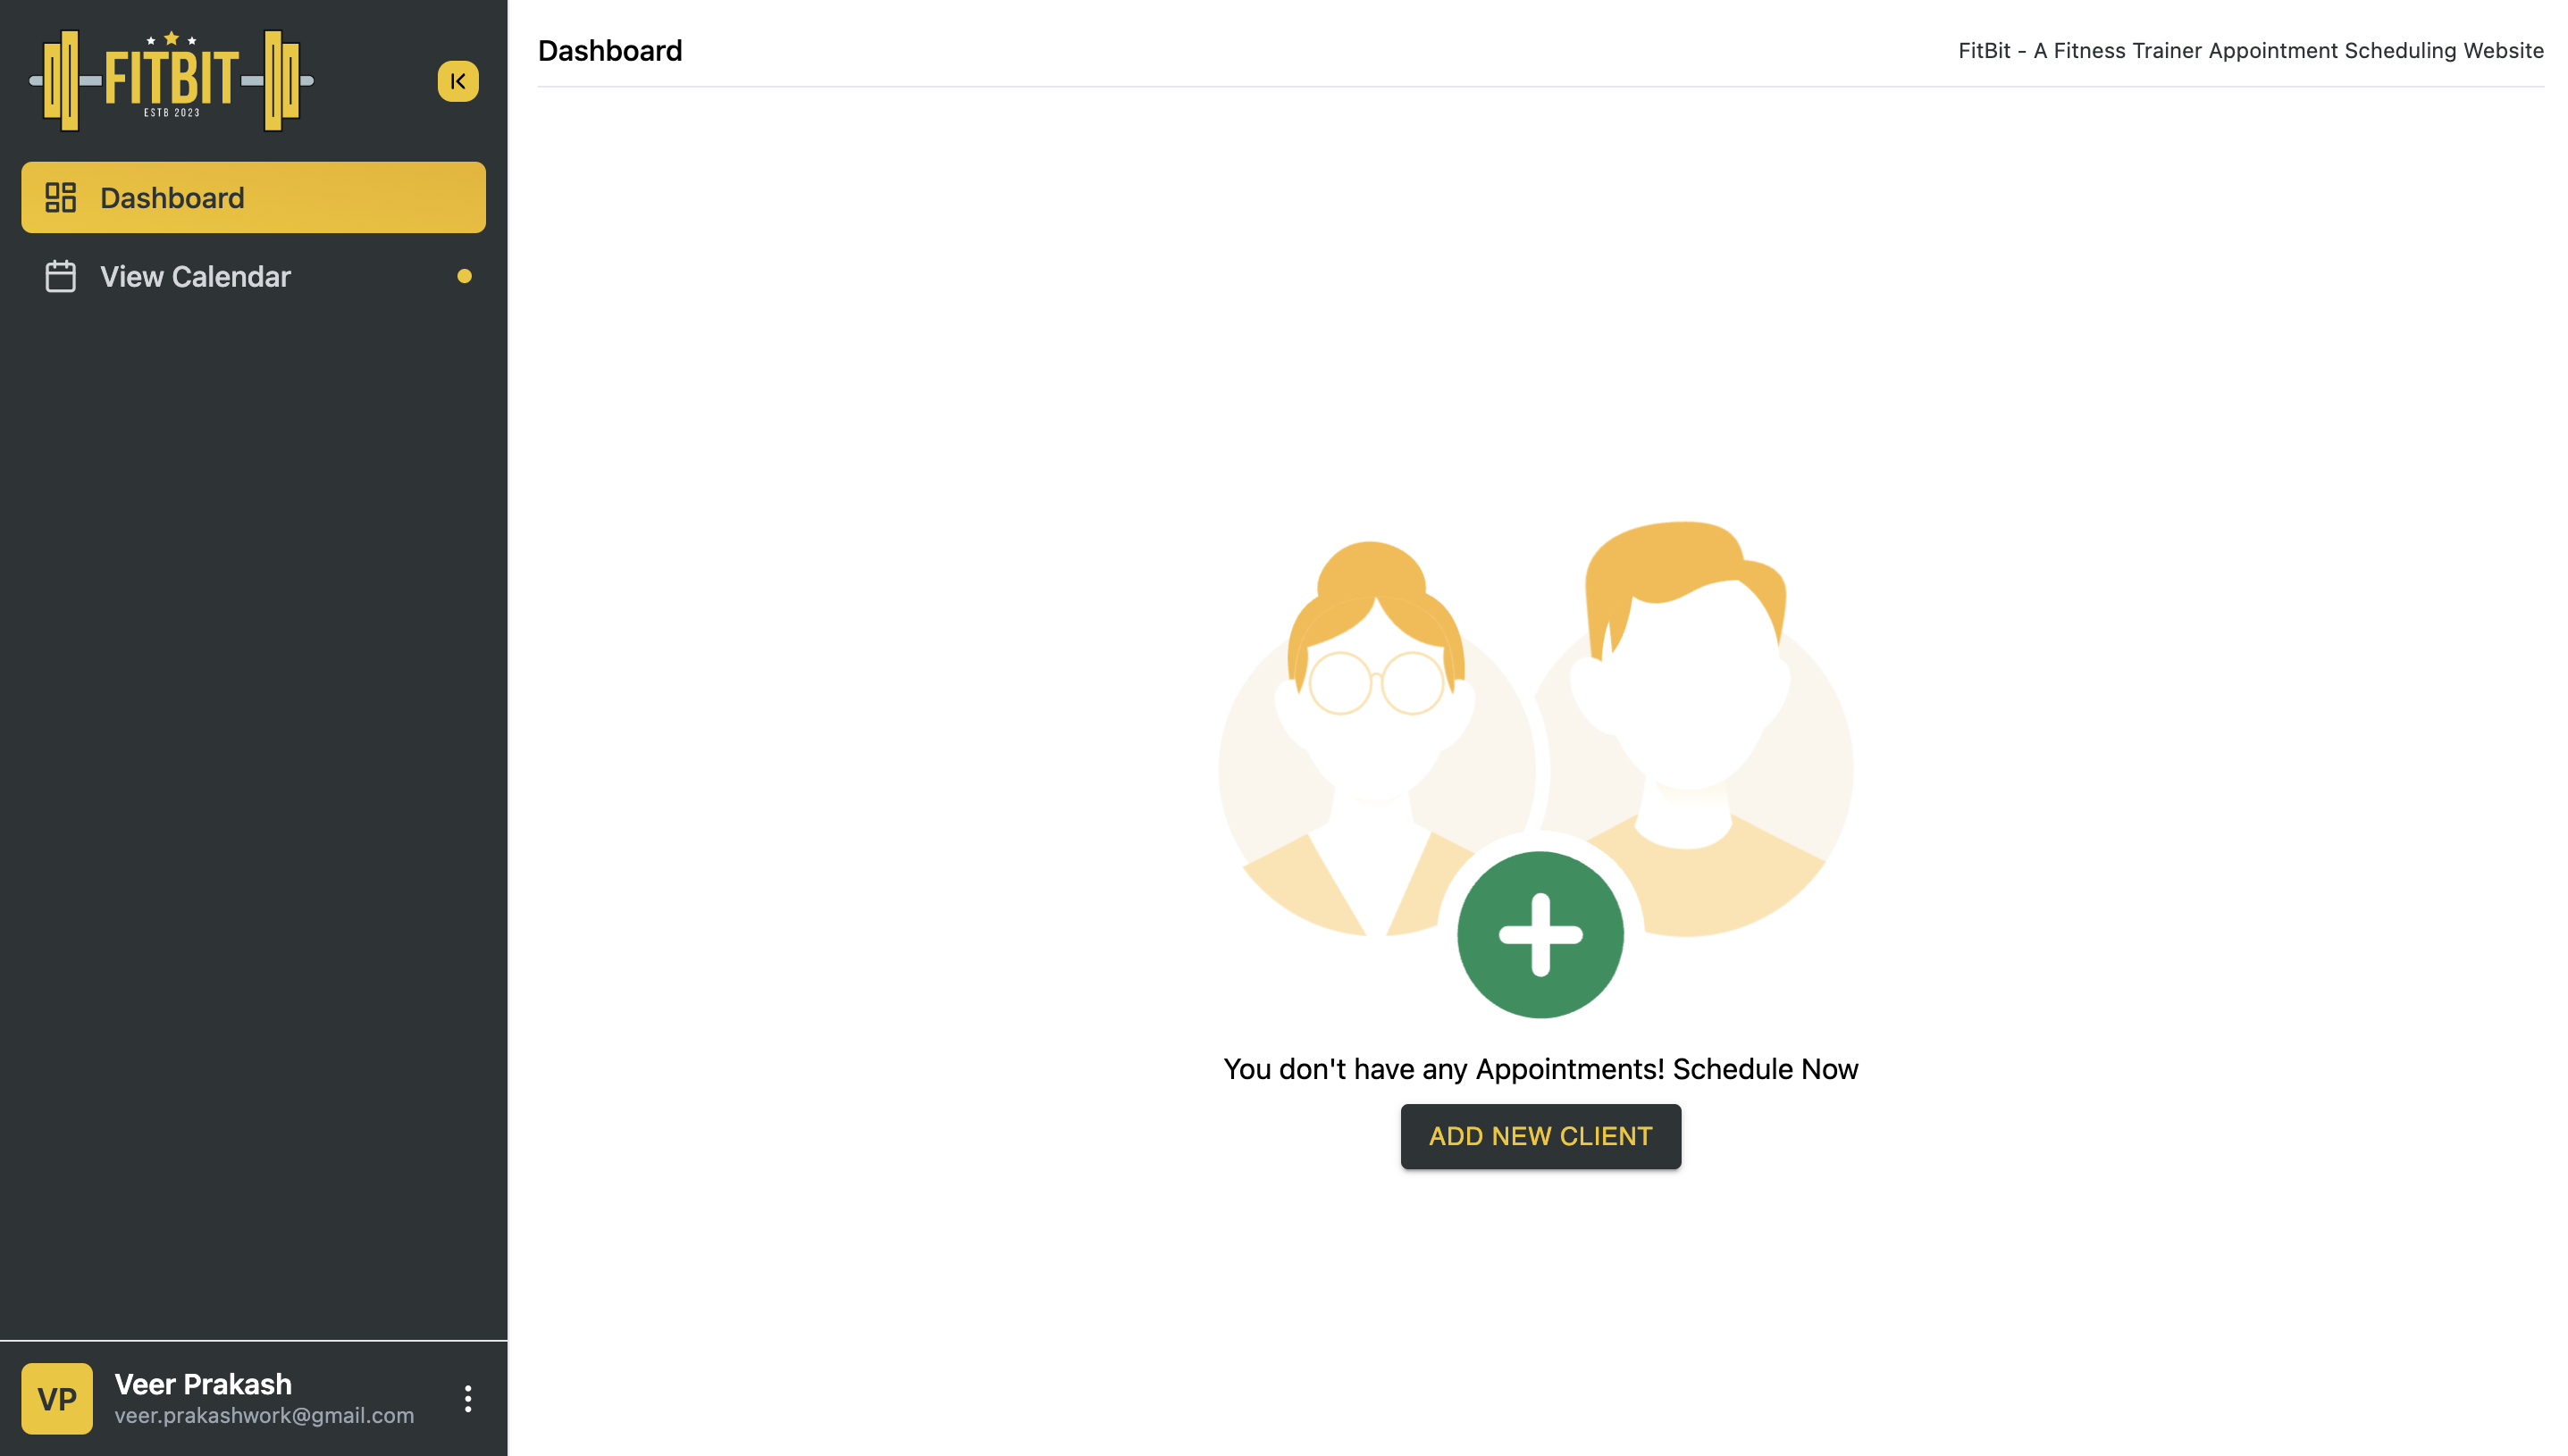 FITBIT
ESTB 2023
Dashboard
View Calendar
Veer Prakash
veer.prakashwork@gmail.com
VP
Dashboard
FitBit - A Fitness Trainer Appointment Scheduling Website
You don't have any Appointments! Schedule Now
ADD NEW CLIENT